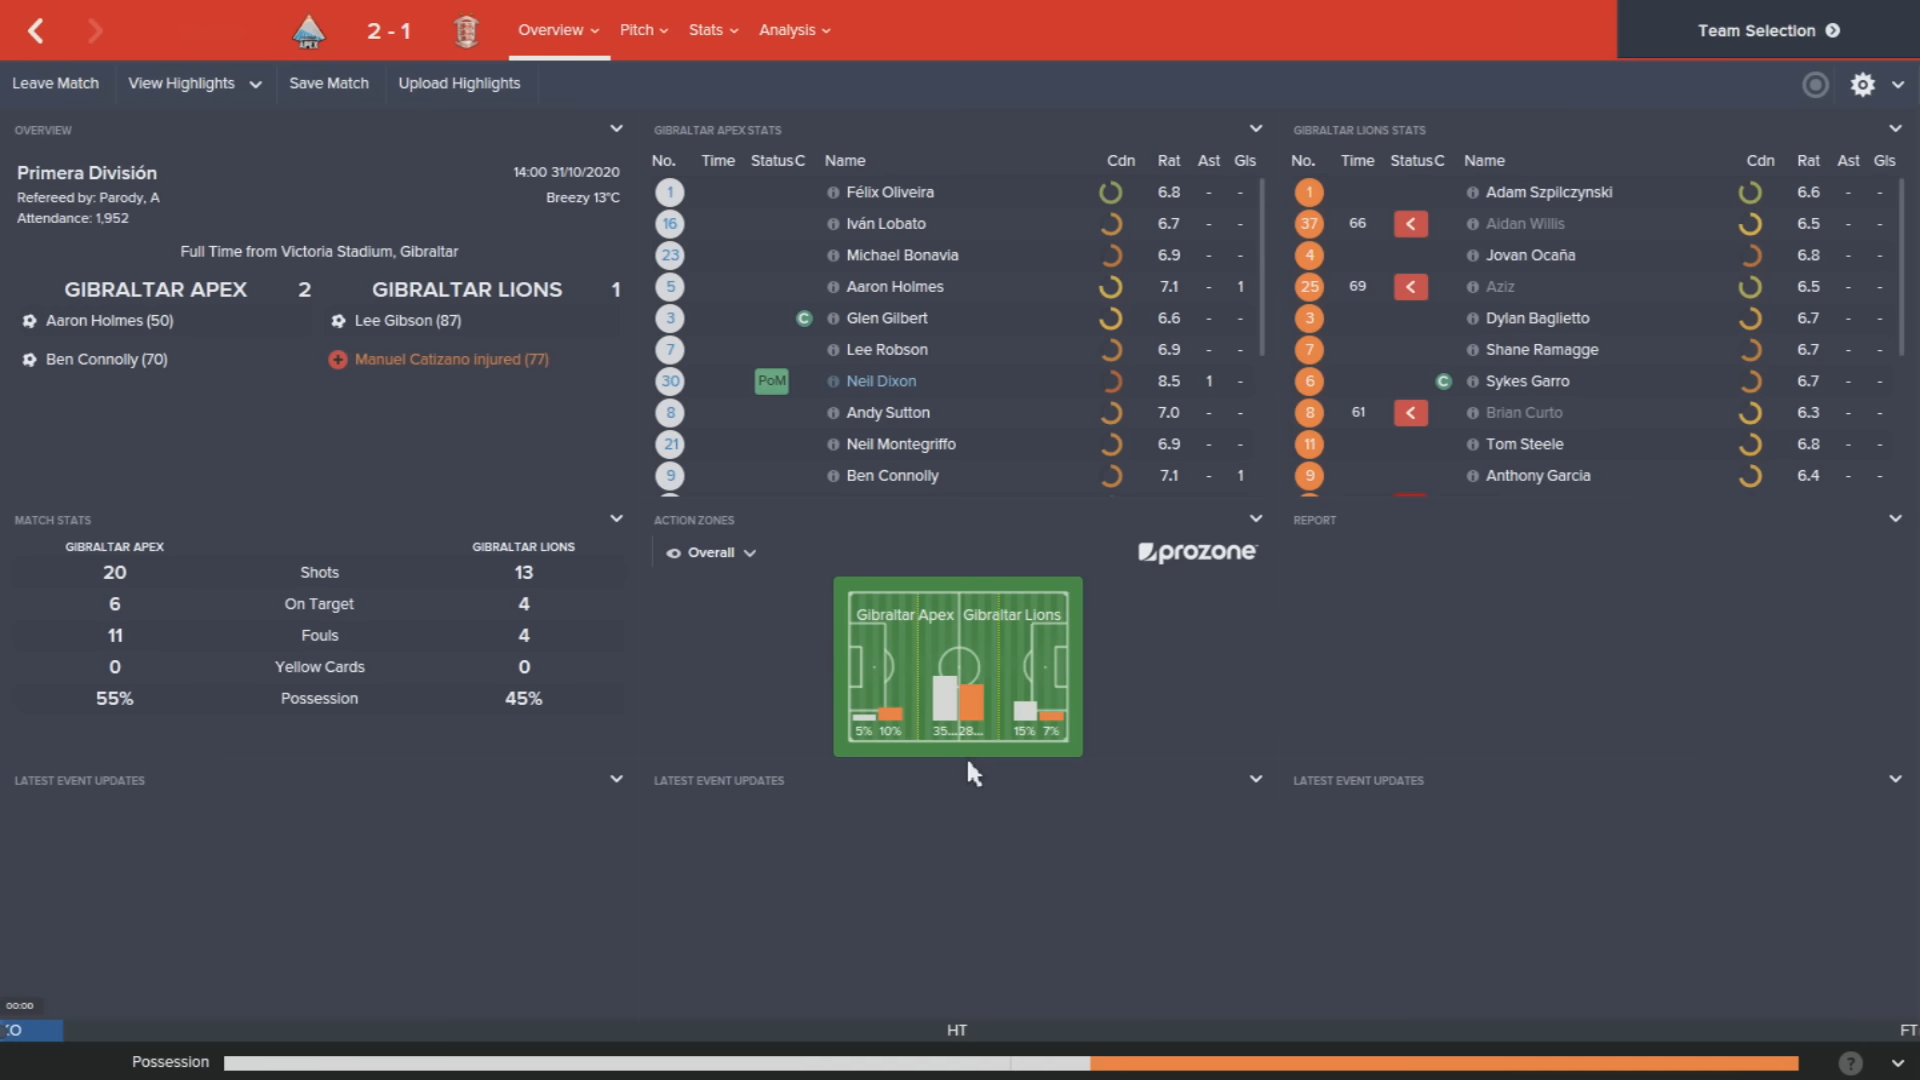 APEX
2 - 1
Overview
Pitch
Stats
Analysis
Team Selection
Leave Match
View Highlights
Save Match
Upload Highlights
OVERVIEW
Primera División
14:00 31/10/2020
Refereed by: Parody, A
Breezy 13°C
Attendance: 1,952
Full Time from Victoria Stadium, Gibraltar
GIBRALTAR APEX 2 GIBRALTAR LIONS 1
Aaron Holmes (50) Lee Gibson (87)
Ben Connolly (70) Manuel Catizano injured (77)
GIBRALTAR APEX STATS
No. Time Status C Name Cdn Rat Ast Gls
1 Félix Oliveira 6.8 - -
16 Iván Lobato 6.7 - -
23 Michael Bonavia 6.9 - -
5 Aaron Holmes 7.1 - 1
3 C Glen Gilbert 6.6 - -
7 Lee Robson 6.9 - -
30 PoM Neil Dixon 8.5 1 -
8 Andy Sutton 7.0 - -
21 Neil Montegriffo 6.9 - -
9 Ben Connolly 7.1 - 1
GIBRALTAR LIONS STATS
No. Time Status C Name Cdn Rat Ast Gls
1 Adam Szpilczynski 6.6 - -
37 66 Aidan Willis 6.5 - -
4 Jovan Ocaña 6.8 - -
25 69 Aziz 6.5 - -
3 Dylan Baglietto 6.7 - -
7 Shane Ramagge 6.7 - -
6 C Sykes Garro 6.7 - -
8 61 Brian Curto 6.3 - -
11 Tom Steele 6.8 - -
9 Anthony Garcia 6.4 - -
MATCH STATS
GIBRALTAR APEX GIBRALTAR LIONS
20 Shots 13
6 On Target 4
11 Fouls 4
0 Yellow Cards 0
55% Possession 45%
ACTION ZONES
Overall
prozone
Gibraltar Apex Gibraltar Lions
5% 10% 35... 28... 15% 7%
REPORT
LATEST EVENT UPDATES
LATEST EVENT UPDATES
LATEST EVENT UPDATES
00:00
KO HT FT
Possession
?